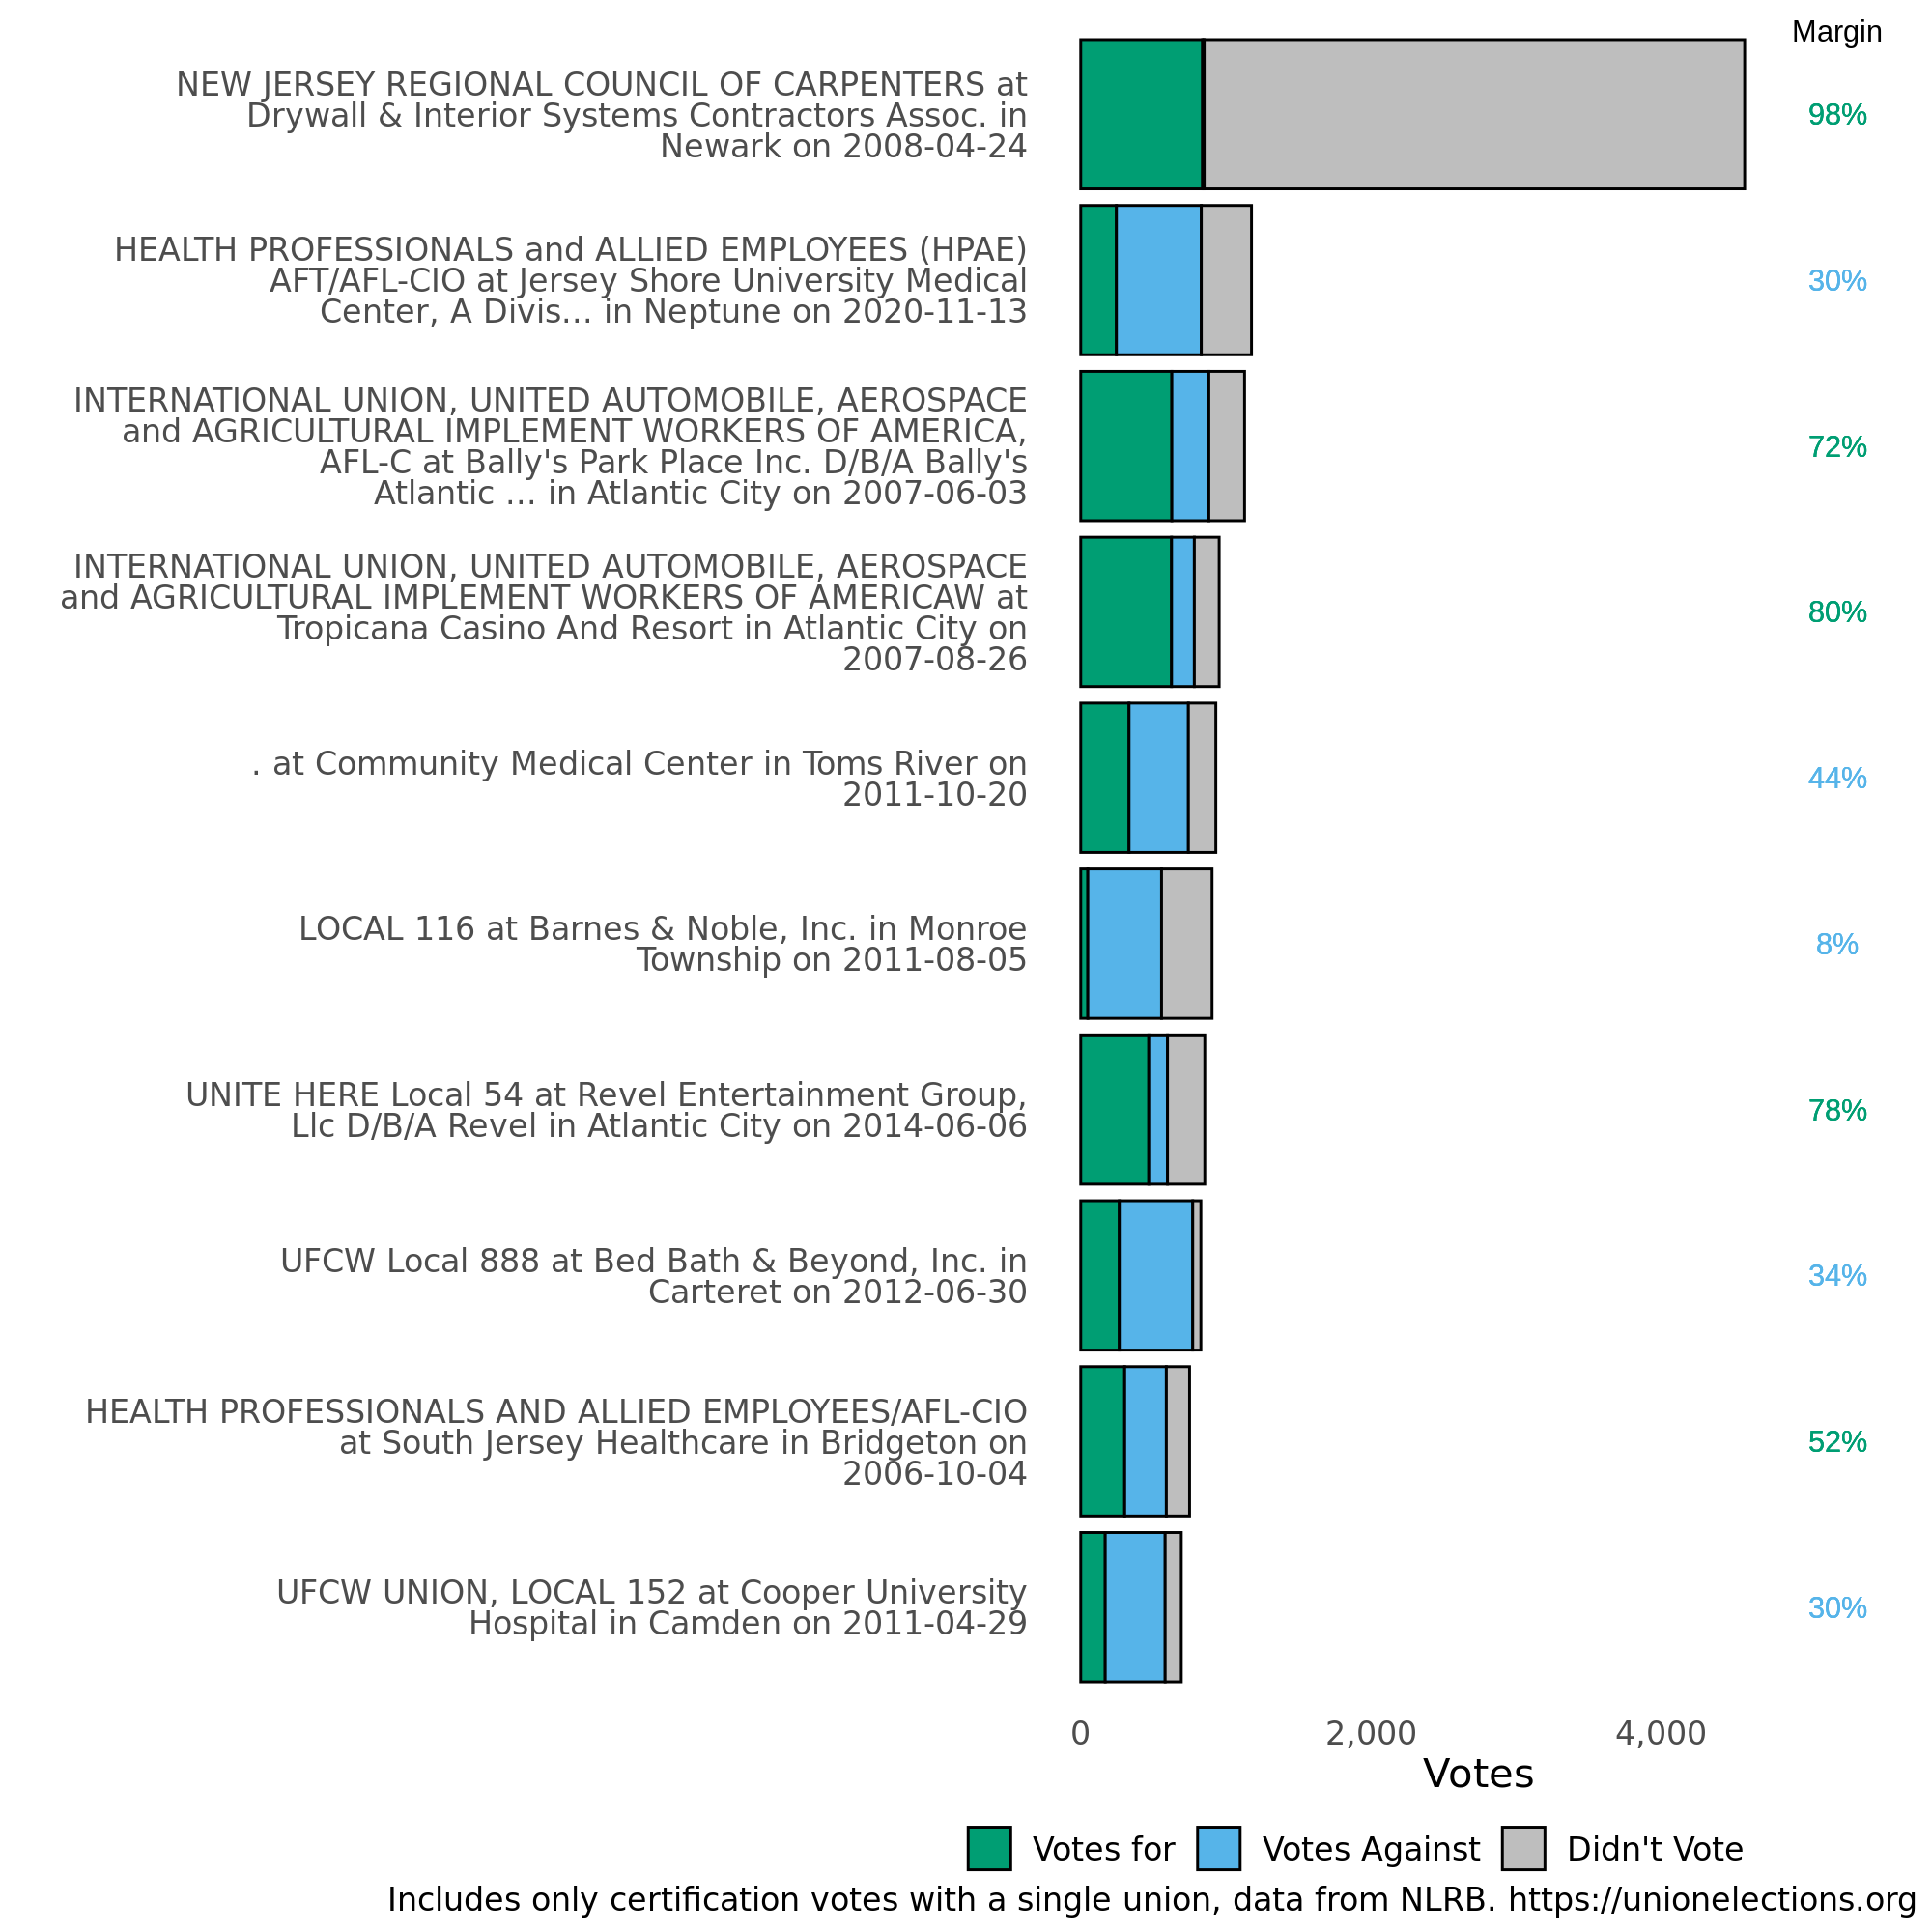 Margin
NEW JERSEY REGIONAL COUNCIL OF CARPENTERS at
Drywall & Interior Systems Contractors Assoc. in
Newark on 2008-04-24
98%
HEALTH PROFESSIONALS and ALLIED EMPLOYEES (HPAE)
AFT/AFL-CIO at Jersey Shore University Medical
Center, A Divis... in Neptune on 2020-11-13
30%
INTERNATIONAL UNION, UNITED AUTOMOBILE, AEROSPACE
and AGRICULTURAL IMPLEMENT WORKERS OF AMERICA,
AFL-C at Bally's Park Place Inc. D/B/A Bally's
Atlantic ... in Atlantic City on 2007-06-03
72%
INTERNATIONAL UNION, UNITED AUTOMOBILE, AEROSPACE
and AGRICULTURAL IMPLEMENT WORKERS OF AMERICAW at
Tropicana Casino And Resort in Atlantic City on
2007-08-26
80%
. at Community Medical Center in Toms River on
2011-10-20
44%
LOCAL 116 at Barnes & Noble, Inc. in Monroe
Township on 2011-08-05
8%
UNITE HERE Local 54 at Revel Entertainment Group,
Llc D/B/A Revel in Atlantic City on 2014-06-06
78%
UFCW Local 888 at Bed Bath & Beyond, Inc. in
Carteret on 2012-06-30
34%
HEALTH PROFESSIONALS AND ALLIED EMPLOYEES/AFL-CIO
at South Jersey Healthcare in Bridgeton on
2006-10-04
52%
UFCW UNION, LOCAL 152 at Cooper University
Hospital in Camden on 2011-04-29
30%
0 2,000 4,000
Votes
Votes for Votes Against Didn't Vote
Includes only certification votes with a single union, data from NLRB. https://unionelections.org